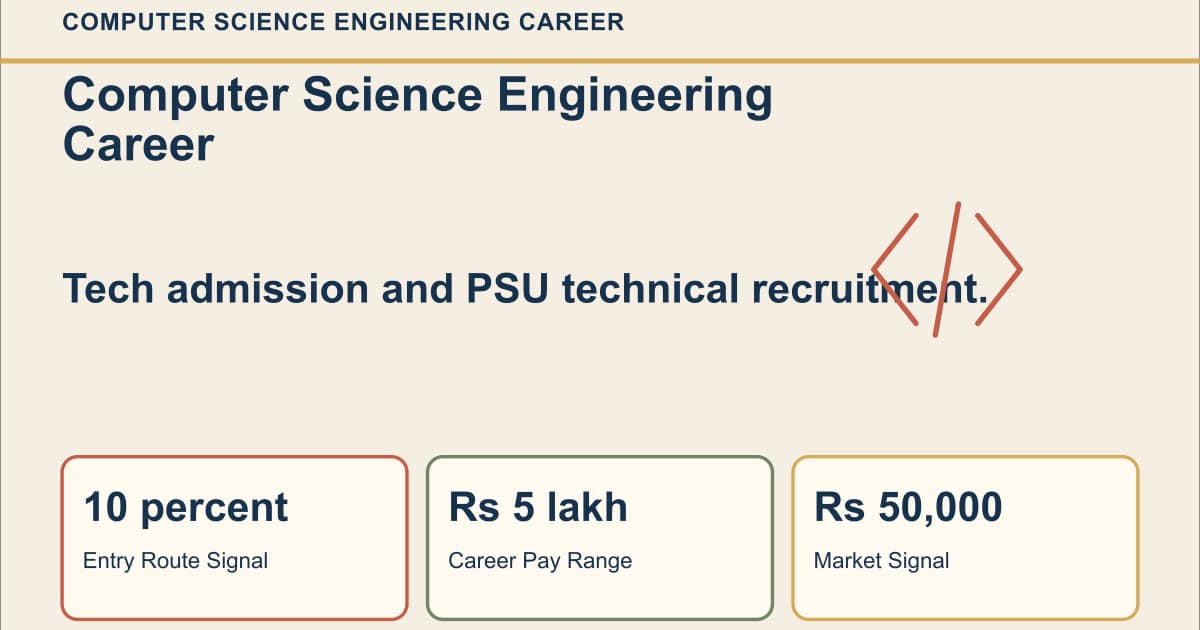 COMPUTER SCIENCE ENGINEERING CAREER
Computer Science Engineering
Career
Tech admission and PSU technical recruitment.
10 percent
Entry Route Signal
Rs 5 lakh
Career Pay Range
Rs 50,000
Market Signal